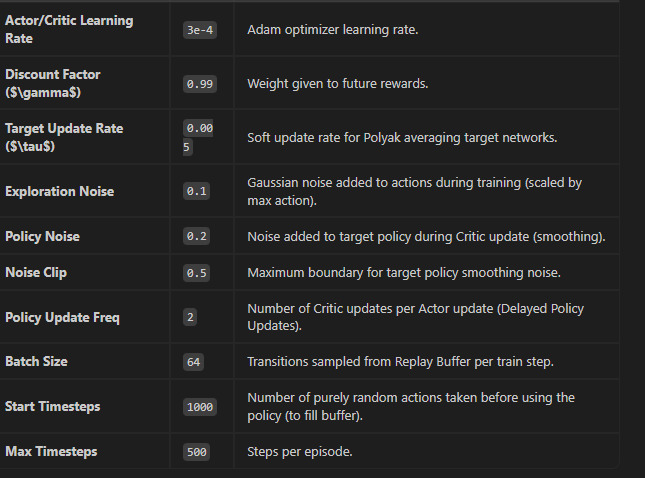 Actor/Critic Learning
Rate
3e-4
Adam optimizer learning rate.
Discount Factor
($\gamma$)
0.99
Weight given to future rewards.
Target Update Rate
($\tau$)
0.00
5
Soft update rate for Polyak averaging target networks.
Exploration Noise
0.1
Gaussian noise added to actions during training (scaled by
max action).
Policy Noise
0.2
Noise added to target policy during Critic update (smoothing).
Noise Clip
0.5
Maximum boundary for target policy smoothing noise.
Policy Update Freq
2
Number of Critic updates per Actor update (Delayed Policy
Updates).
Batch Size
64
Transitions sampled from Replay Buffer per train step.
Start Timesteps
1000
Number of purely random actions taken before using the
policy (to fill buffer).
Max Timesteps
500
Steps per episode.